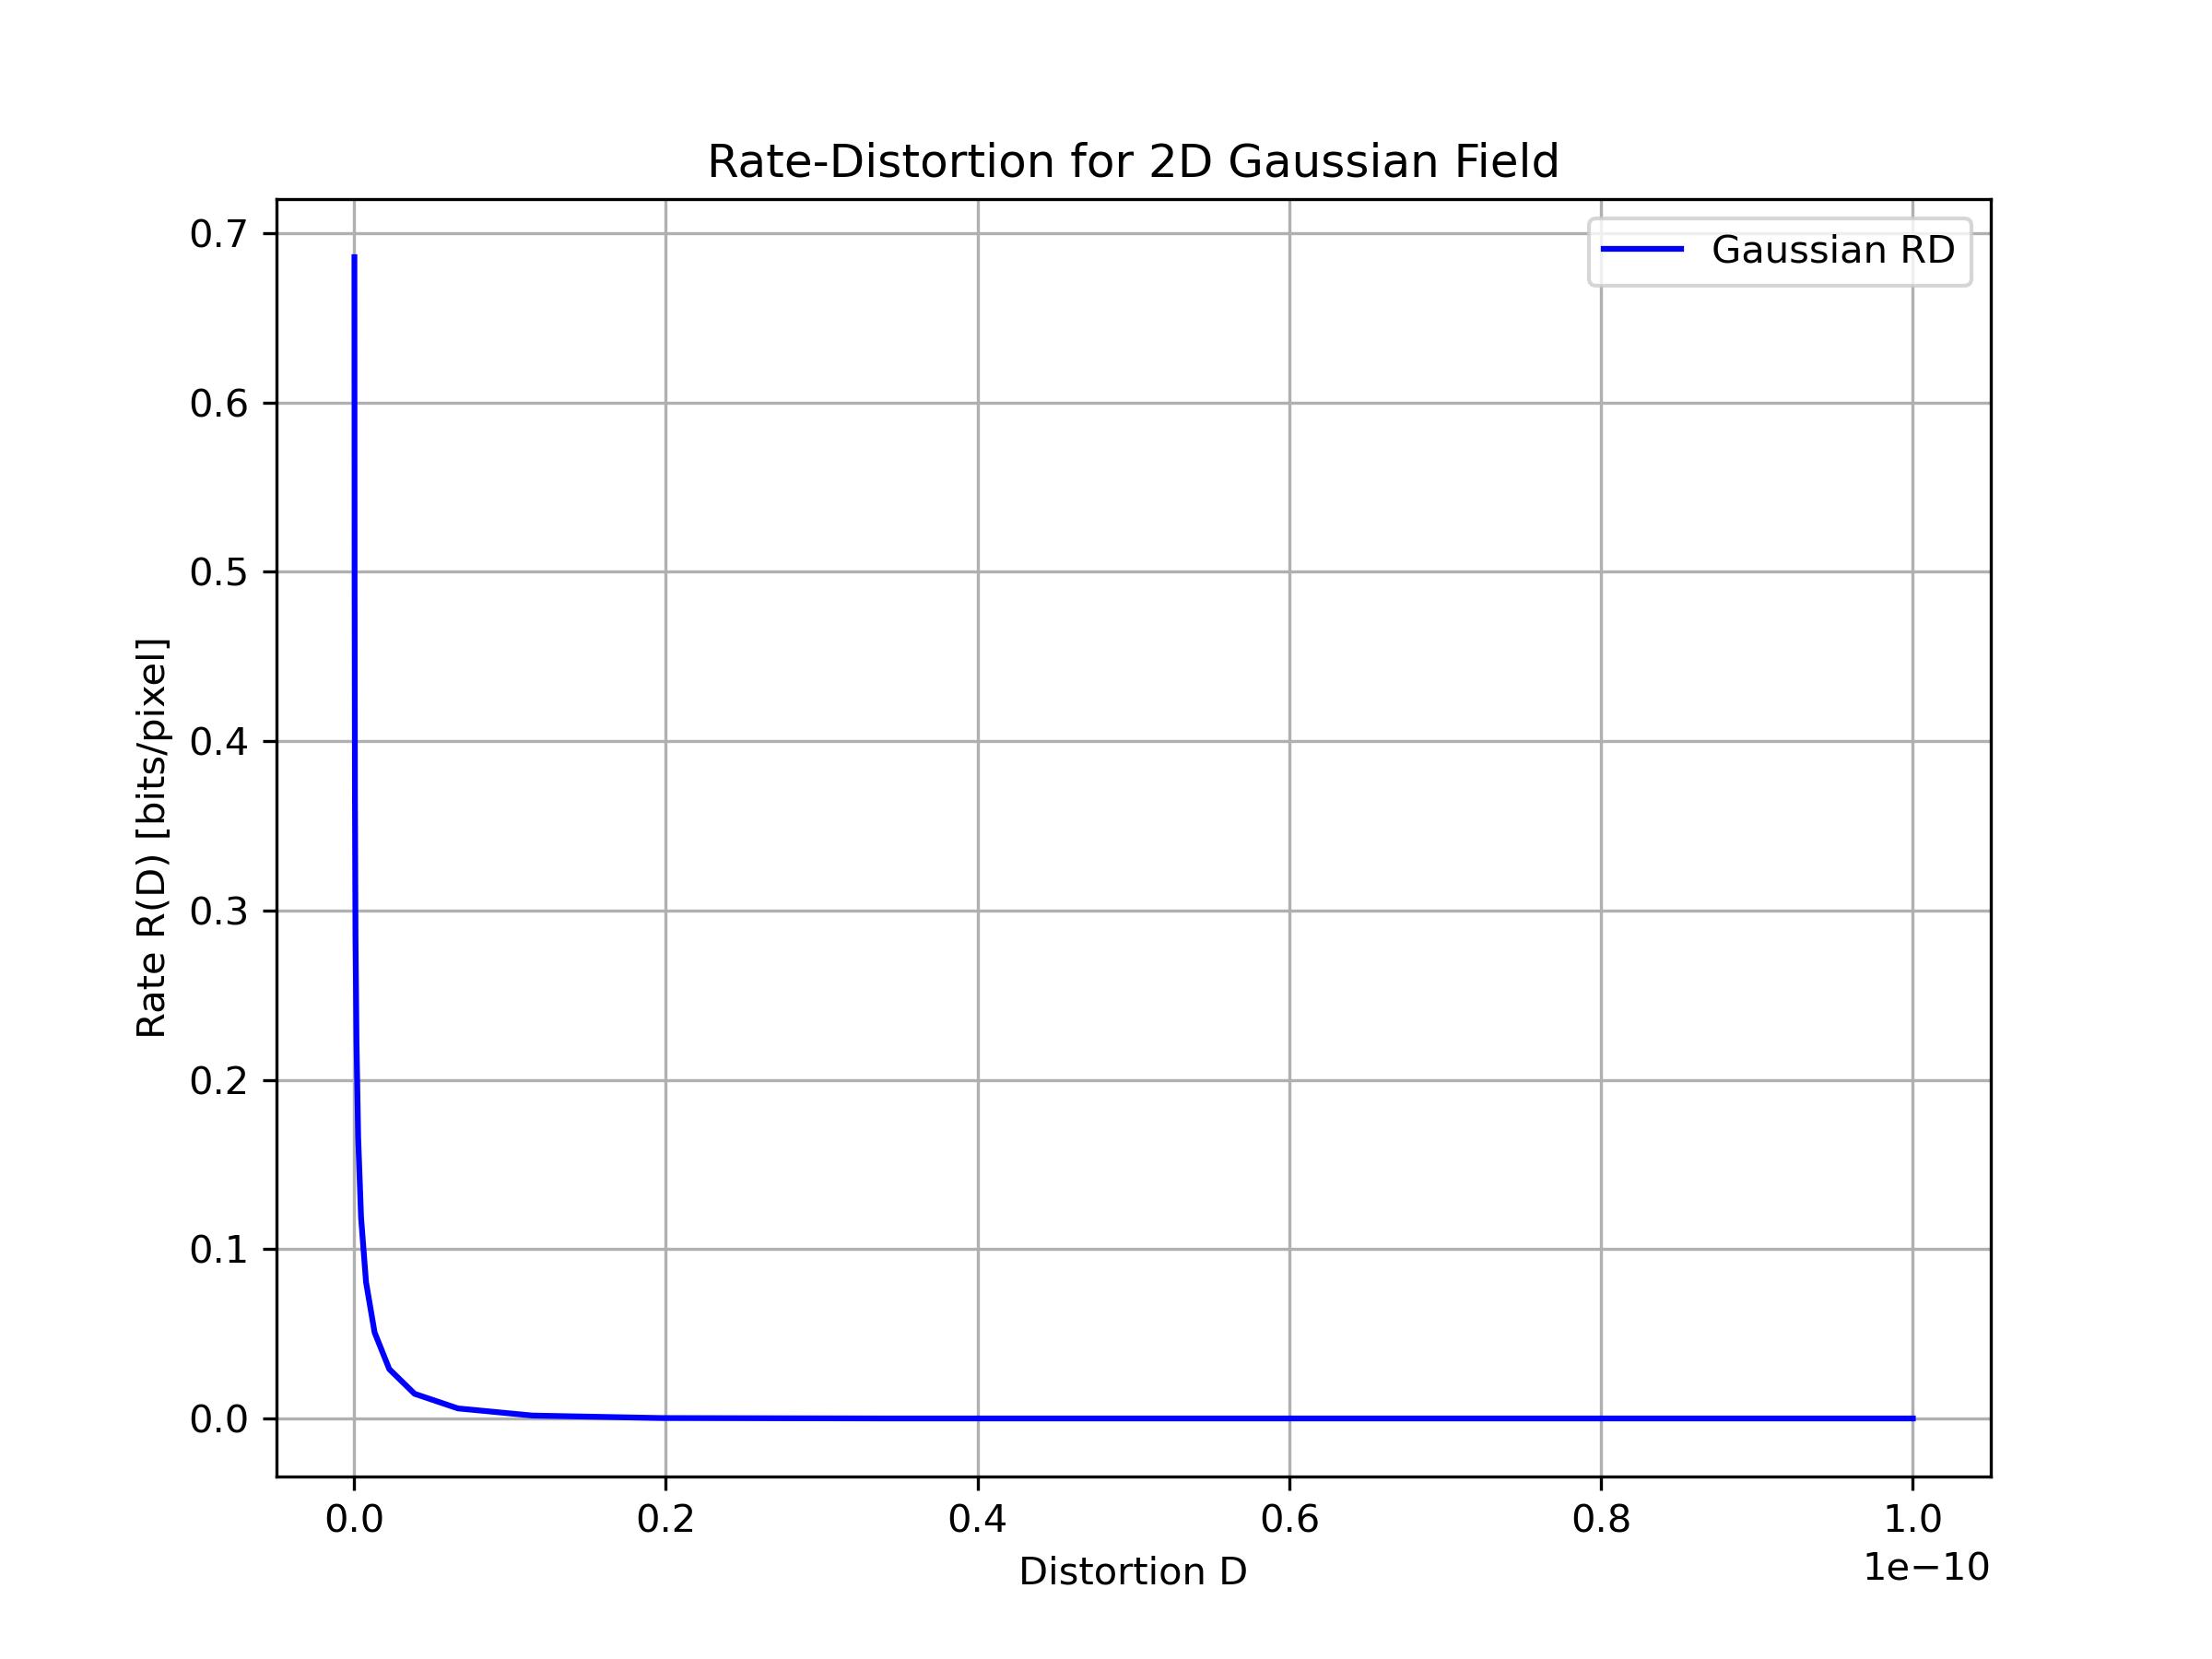 Rate-Distortion for 2D Gaussian Field
Gaussian RD
Rate R(D) [bits/pixel]
0.7
0.6
0.5
0.4
0.3
0.2
0.1
0.0
0.0 0.2 0.4 0.6 0.8 1.0
1e−10
Distortion D